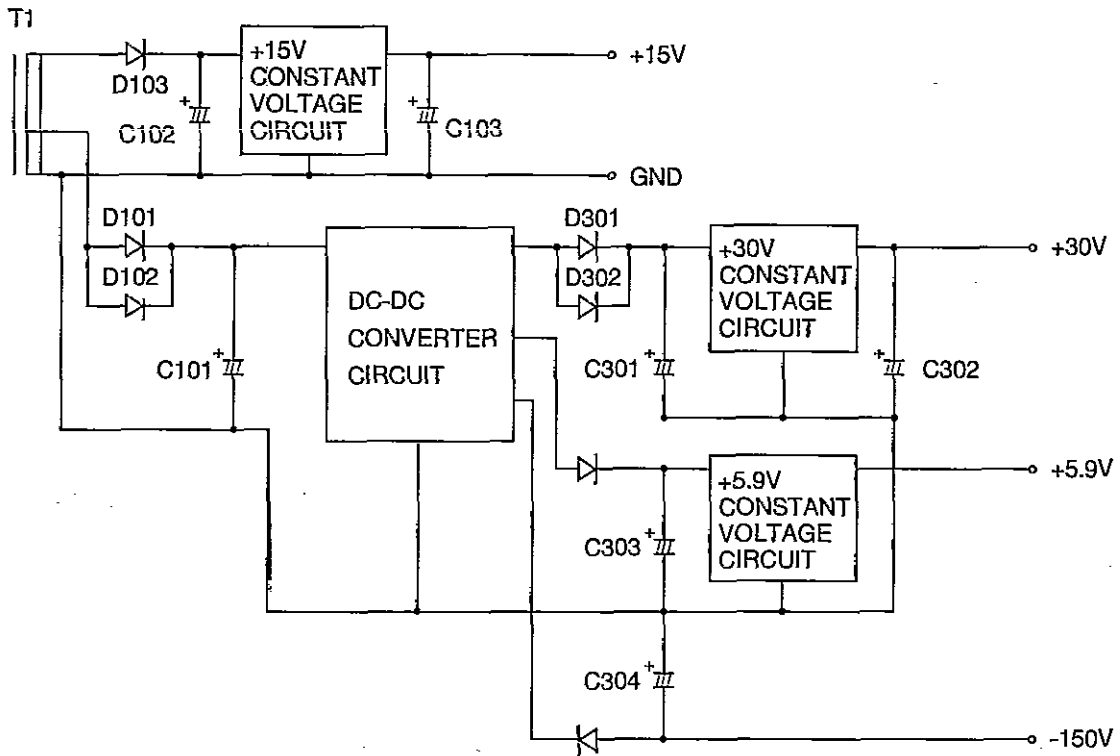 T1
D103
C102
+
+15V
CONSTANT
VOLTAGE
CIRCUIT
+
C103
+15V
GND
D101
D102
C101
+
DC-DC
CONVERTER
CIRCUIT
D301
D302
C301
+
+30V
CONSTANT
VOLTAGE
CIRCUIT
+
C302
+30V
C303
+
+5.9V
CONSTANT
VOLTAGE
CIRCUIT
+5.9V
C304
+
-150V